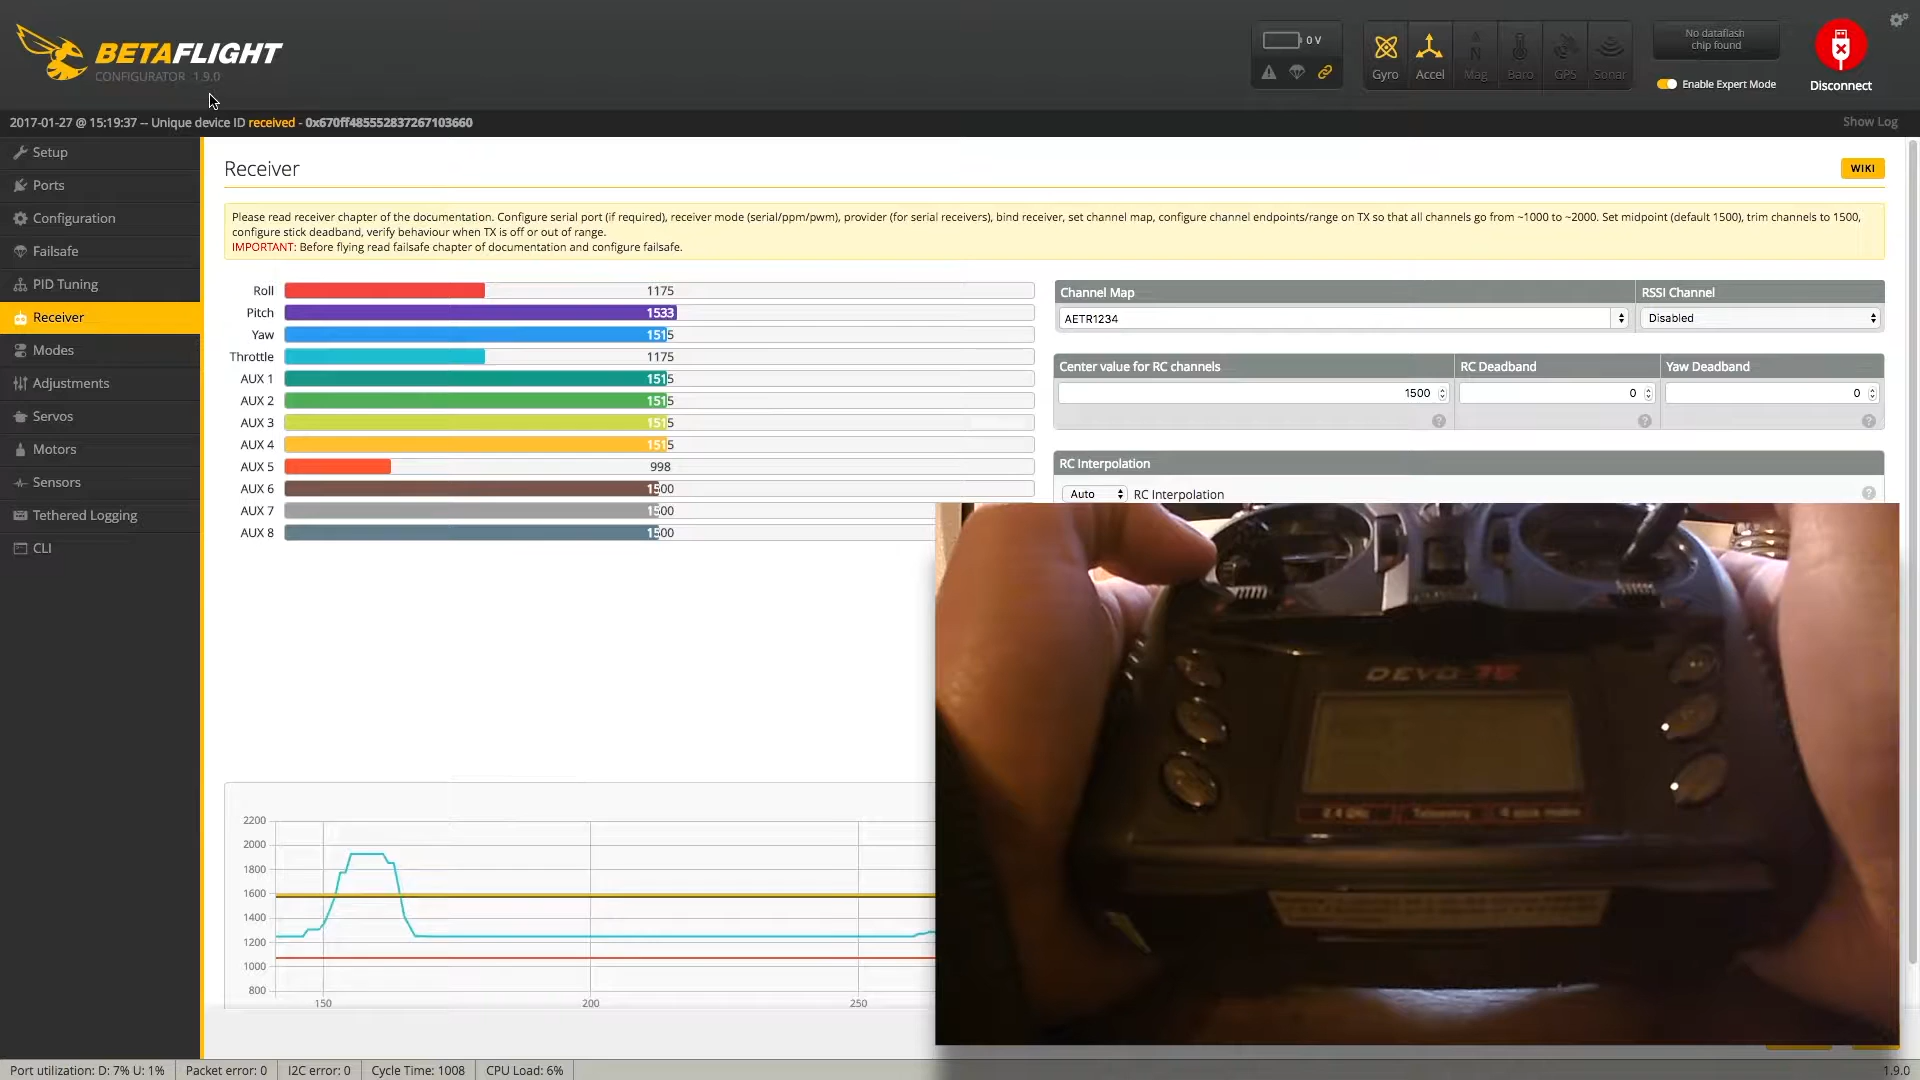 BETAFLIGHT
CONFIGURATOR 1.9.0
0 V
Gyro
Accel
Mag
Baro
GPS
Sonar
No dataflash
chip found
Enable Expert Mode
Disconnect
2017-01-27 @ 15:19:37 -- Unique device ID received - 0x670ff485552837267103660
Show Log
Setup
Ports
Configuration
Failsafe
PID Tuning
Receiver
Modes
Adjustments
Servos
Motors
Sensors
Tethered Logging
CLI
Receiver
WIKI
Please read receiver chapter of the documentation. Configure serial port (if required), receiver mode (serial/ppm/pwm), provider (for serial receivers), bind receiver, set channel map, configure channel endpoints/range on TX so that all channels go from ~1000 to ~2000. Set midpoint (default 1500), trim channels to 1500,
configure stick deadband, verify behaviour when TX is off or out of range.
IMPORTANT: Before flying read failsafe chapter of documentation and configure failsafe.
Roll 1175
Pitch 1533
Yaw 1515
Throttle 1175
AUX 1 1515
AUX 2 1515
AUX 3 1515
AUX 4 1515
AUX 5 998
AUX 6 1500
AUX 7 1500
AUX 8 1500
Channel Map
RSSI Channel
AETR1234
Disabled
Center value for RC channels
RC Deadband
Yaw Deadband
1500
0
0
RC Interpolation
Auto
RC Interpolation
DEVO 7E
2.4 GHz
Telemetry
2200
2000
1800
1600
1400
1200
1000
800
150
200
250
Port utilization: D: 7% U: 1%
Packet error: 0
I2C error: 0
Cycle Time: 1008
CPU Load: 6%
1.9.0